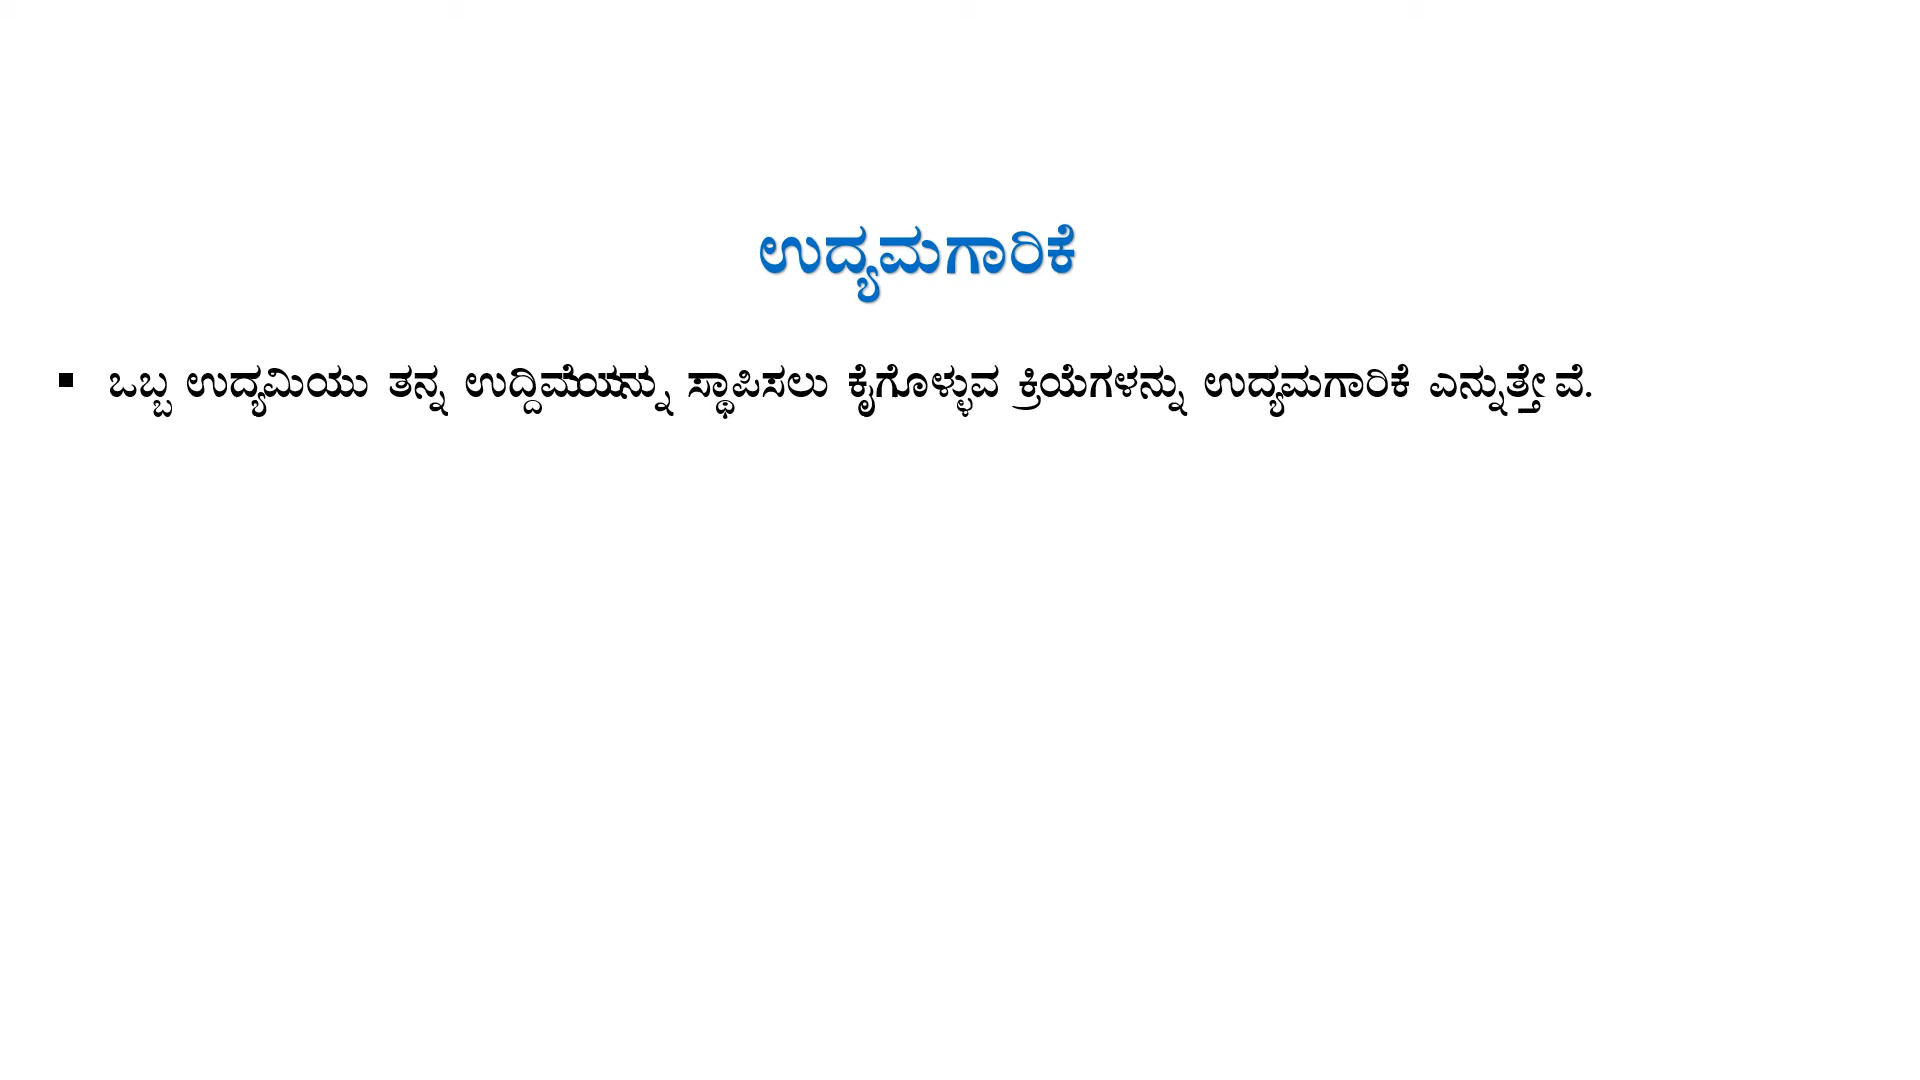 ಉದ್ಯಮಗಾರಿಕೆ
▪ ಒಬ್ಬ ಉದ್ಯಮಿಯು ತನ್ನ ಉದ್ದಿಮೆಯನ್ನು ಸ್ಥಾಪಿಸಲು ಕೈಗೊಳ್ಳುವ ಕ್ರಿಯೆಗಳನ್ನು ಉದ್ಯಮಗಾರಿಕೆ ಎನ್ನುತ್ತೇವೆ.